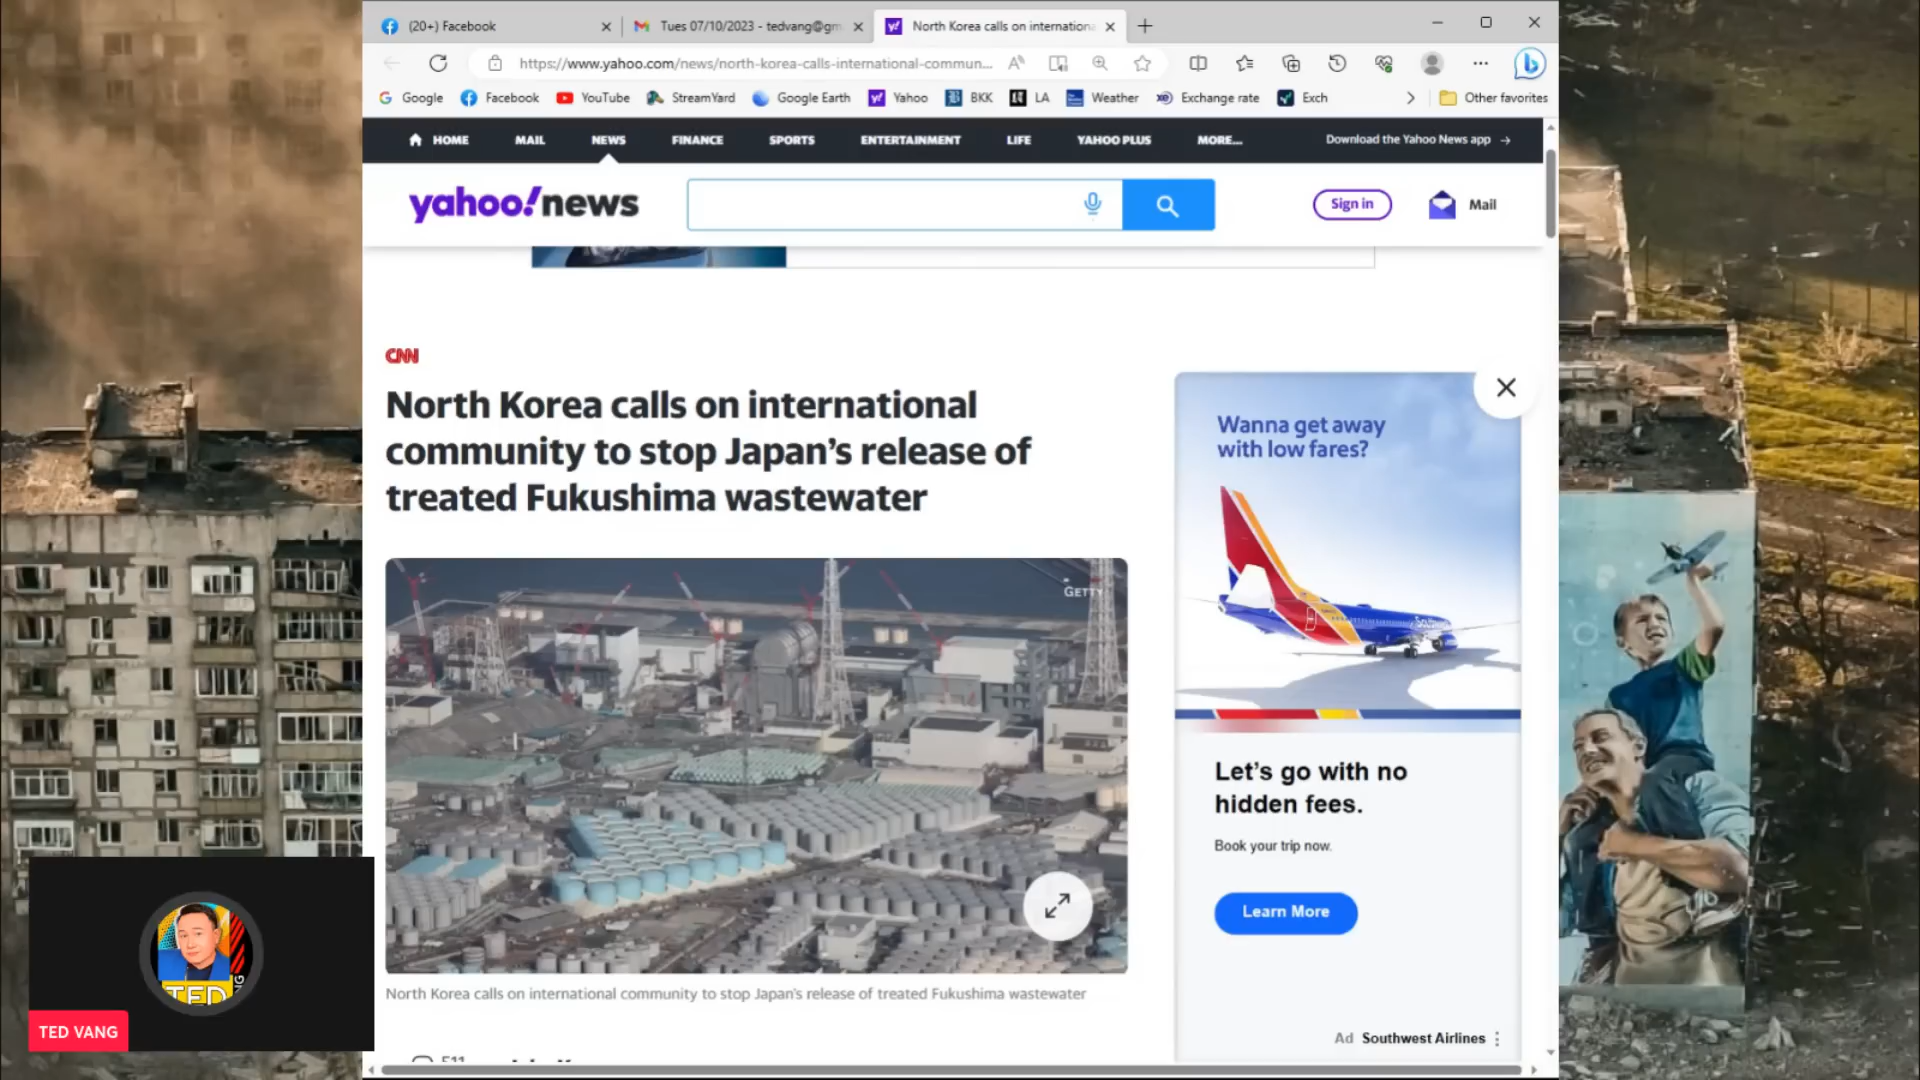 (20+) Facebook
Tues 07/10/2023 - tedvang@gm
North Korea calls on internationa
https://www.yahoo.com/news/north-korea-calls-international-commun...
Google
Facebook
YouTube
StreamYard
Google Earth
Yahoo
BKK
LA
Weather
Exchange rate
Exch
Other favorites
HOME
MAIL
NEWS
FINANCE
SPORTS
ENTERTAINMENT
LIFE
YAHOO PLUS
MORE...
Download the Yahoo News app →
yahoo!news
Sign in
Mail
CNN
North Korea calls on international
community to stop Japan's release of
treated Fukushima wastewater
GETTY
North Korea calls on international community to stop Japan's release of treated Fukushima wastewater
Wanna get away
with low fares?
Let's go with no
hidden fees.
Book your trip now.
Learn More
Ad Southwest Airlines
TED
TED VANG